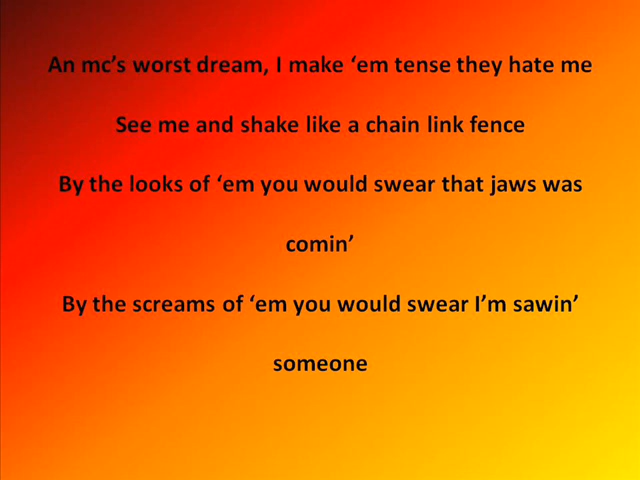 An mc’s worst dream, I make ‘em tense they hate me
See me and shake like a chain link fence
By the looks of ‘em you would swear that jaws was
comin’
By the screams of ‘em you would swear I’m sawin’
someone